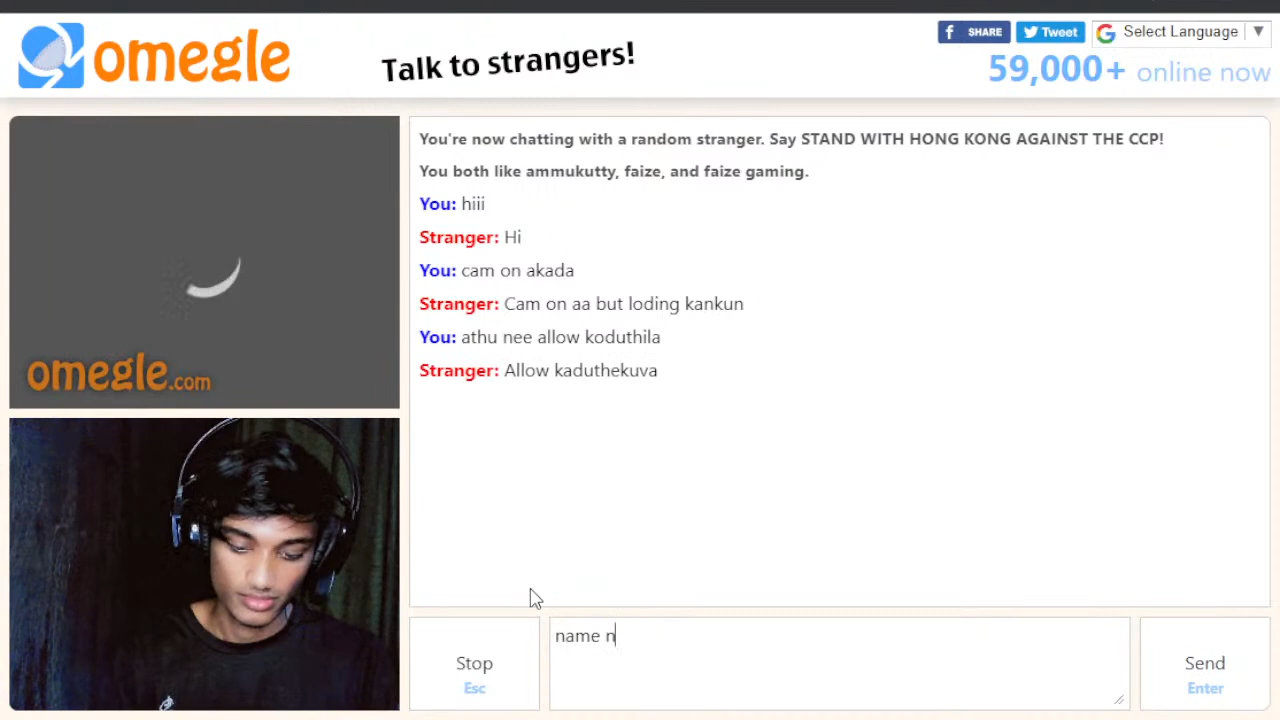 omegle
Talk to strangers!
SHARE
Tweet
Select Language
59,000+ online now
You're now chatting with a random stranger. Say STAND WITH HONG KONG AGAINST THE CCP!
You both like ammukutty, faize, and faize gaming.
You: hiii
Stranger: Hi
You: cam on akada
Stranger: Cam on aa but loding kankun
You: athu nee allow koduthila
Stranger: Allow kaduthekuva
omegle.com
Stop
Esc
name n
Send
Enter